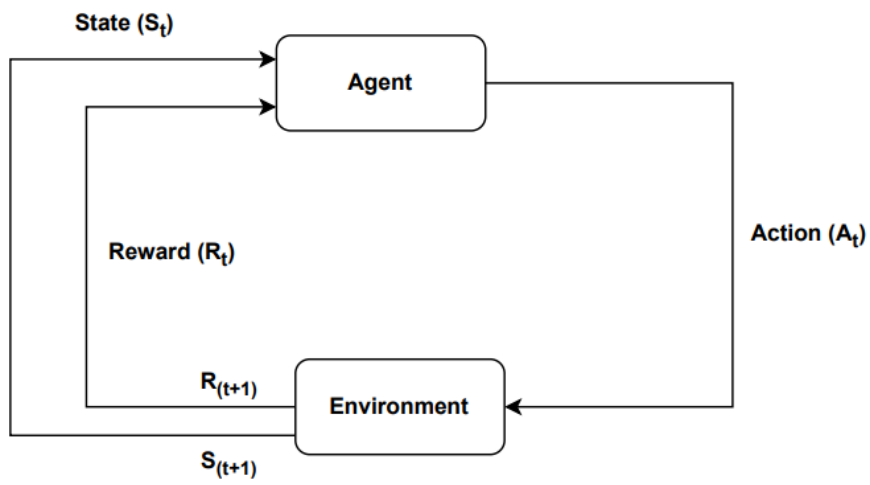 State (S_t)
Agent
Action (A_t)
Reward (R_t)
R_(t+1)
Environment
S_(t+1)